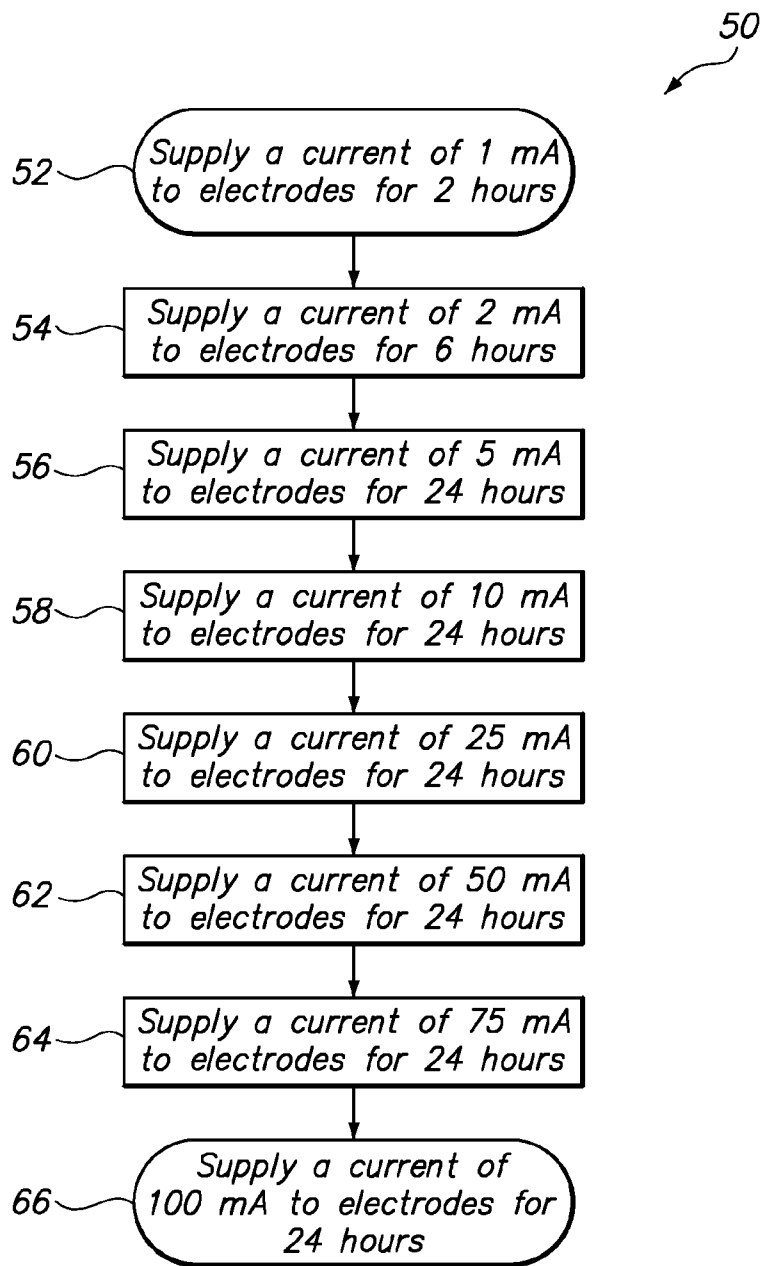 50
52
Supply a current of 1 mA
to electrodes for 2 hours
54
Supply a current of 2 mA
to electrodes for 6 hours
56
Supply a current of 5 mA
to electrodes for 24 hours
58
Supply a current of 10 mA
to electrodes for 24 hours
60
Supply a current of 25 mA
to electrodes for 24 hours
62
Supply a current of 50 mA
to electrodes for 24 hours
64
Supply a current of 75 mA
to electrodes for 24 hours
66
Supply a current of
100 mA to electrodes for
24 hours